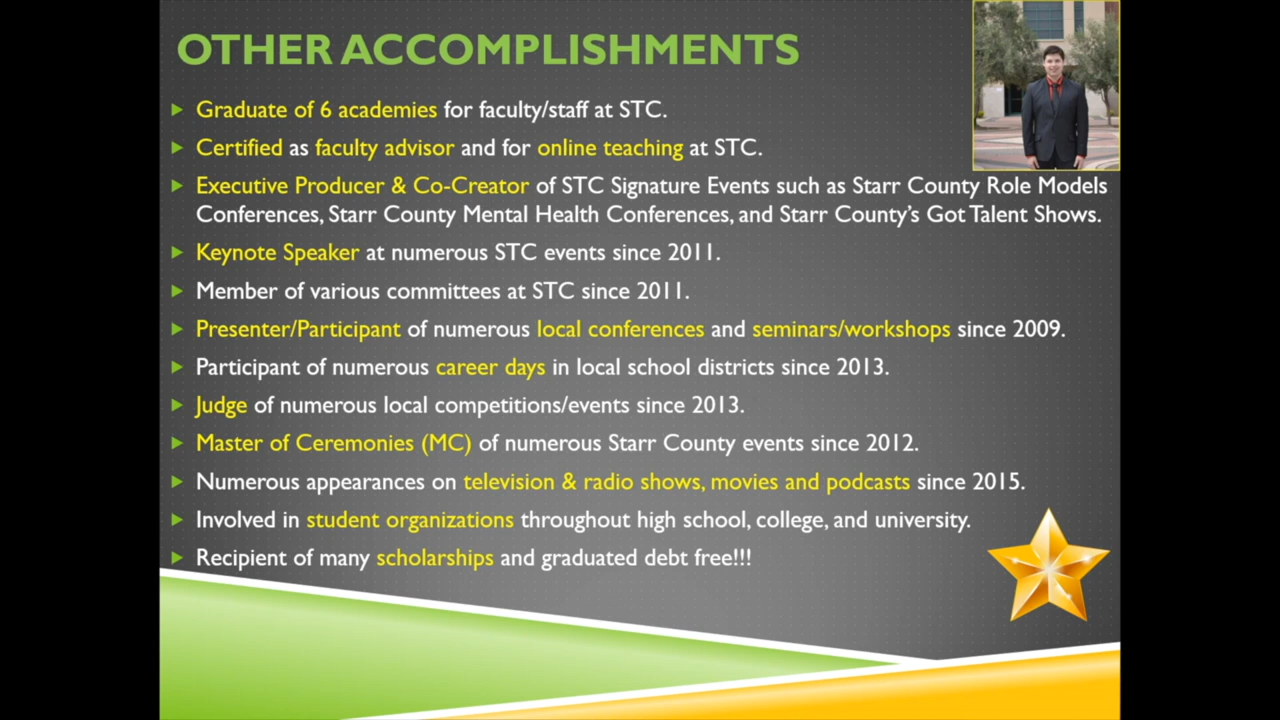 OTHER ACCOMPLISHMENTS
Graduate of 6 academies for faculty/staff at STC.
Certified as faculty advisor and for online teaching at STC.
Executive Producer & Co-Creator of STC Signature Events such as Starr County Role Models
Conferences, Starr County Mental Health Conferences, and Starr County's Got Talent Shows.
Keynote Speaker at numerous STC events since 2011.
Member of various committees at STC since 2011.
Presenter/Participant of numerous local conferences and seminars/workshops since 2009.
Participant of numerous career days in local school districts since 2013.
Judge of numerous local competitions/events since 2013.
Master of Ceremonies (MC) of numerous Starr County events since 2012.
Numerous appearances on television & radio shows, movies and podcasts since 2015.
Involved in student organizations throughout high school, college, and university.
Recipient of many scholarships and graduated debt free!!!